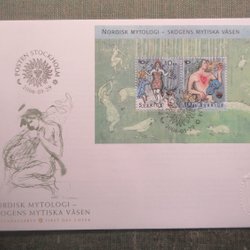 NORDISK MYTOLOGI – SKOGENS MYTISKA VÄSEN
POSTEN STOCKHOLM
SVERIGE
SVERIGE
NORDISK MYTOLOGI –
SKOGENS MYTISKA VÄSEN
FIRST DAY COVER